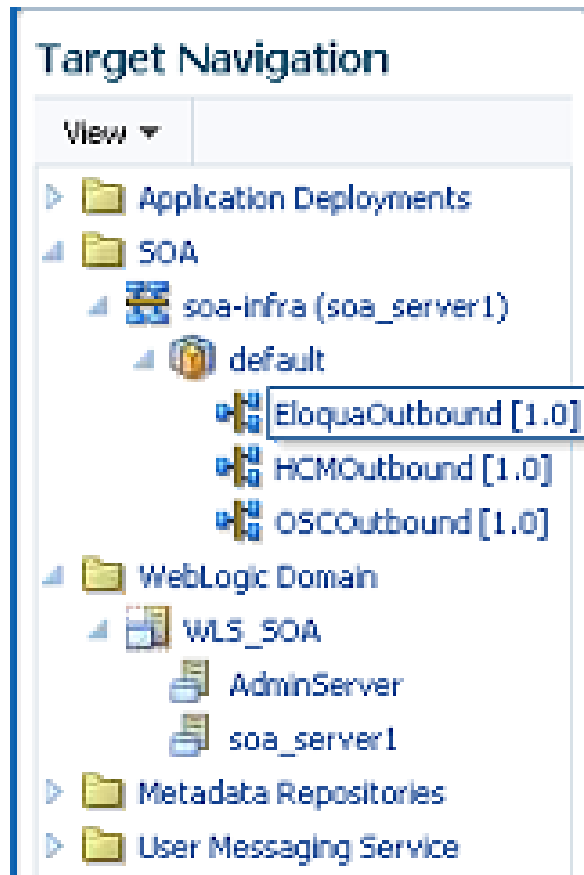 Target Navigation
View
Application Deployments
SOA
soa-infra (soa_server1)
default
EloquaOutbound [1.0]
HCMOutbound [1.0]
OSCOutbound [1.0]
WebLogic Domain
WLS_SOA
AdminServer
soa_server1
Metadata Repositories
User Messaging Service